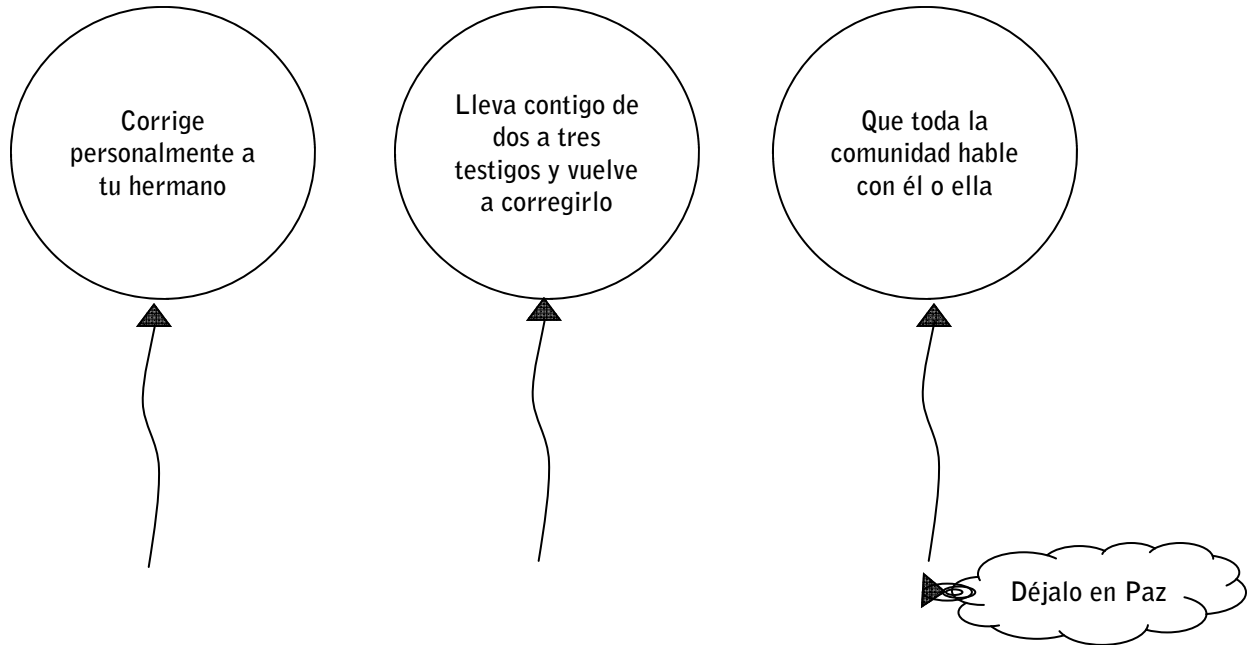 Corrige
personalmente a
tu hermano
Lleva contigo de
dos a tres
testigos y vuelve
a corregirlo
Que toda la
comunidad hable
con él o ella
Déjalo en Paz